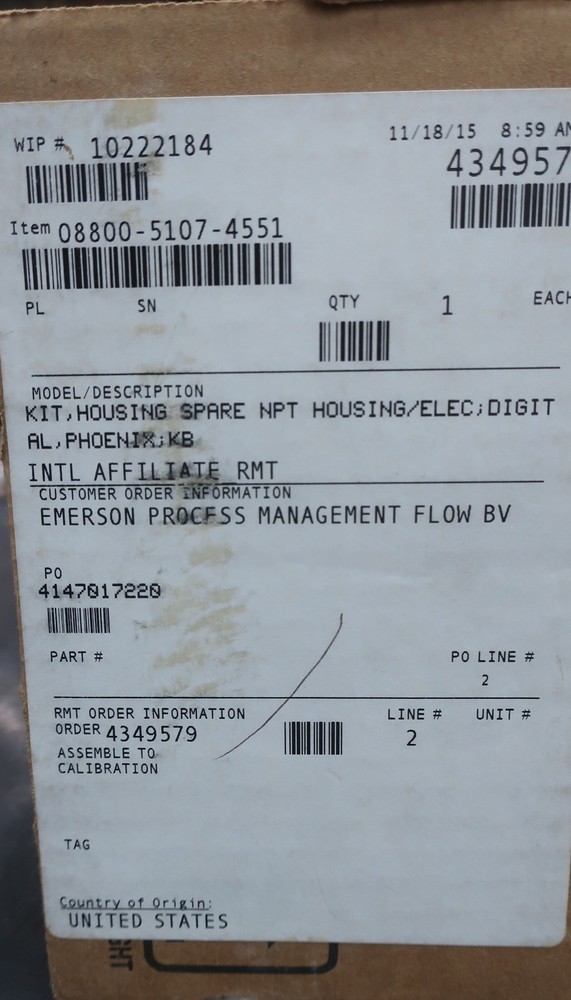 WIP # 10222184
11/18/15 8:59 AM
434957
Item 08800-5107-4551
PL SN QTY 1 EACH
MODEL/DESCRIPTION
KIT,HOUSING SPARE NPT HOUSING/ELEC;DIGIT
AL,PHOENIX;KB
INTL AFFILIATE RMT
CUSTOMER ORDER INFORMATION
EMERSON PROCESS MANAGEMENT FLOW BV
PO
4147017220
PART # PO LINE #
2
RMT ORDER INFORMATION LINE # UNIT #
ORDER 4349579 2
ASSEMBLE TO
CALIBRATION
TAG
Country of Origin:
UNITED STATES